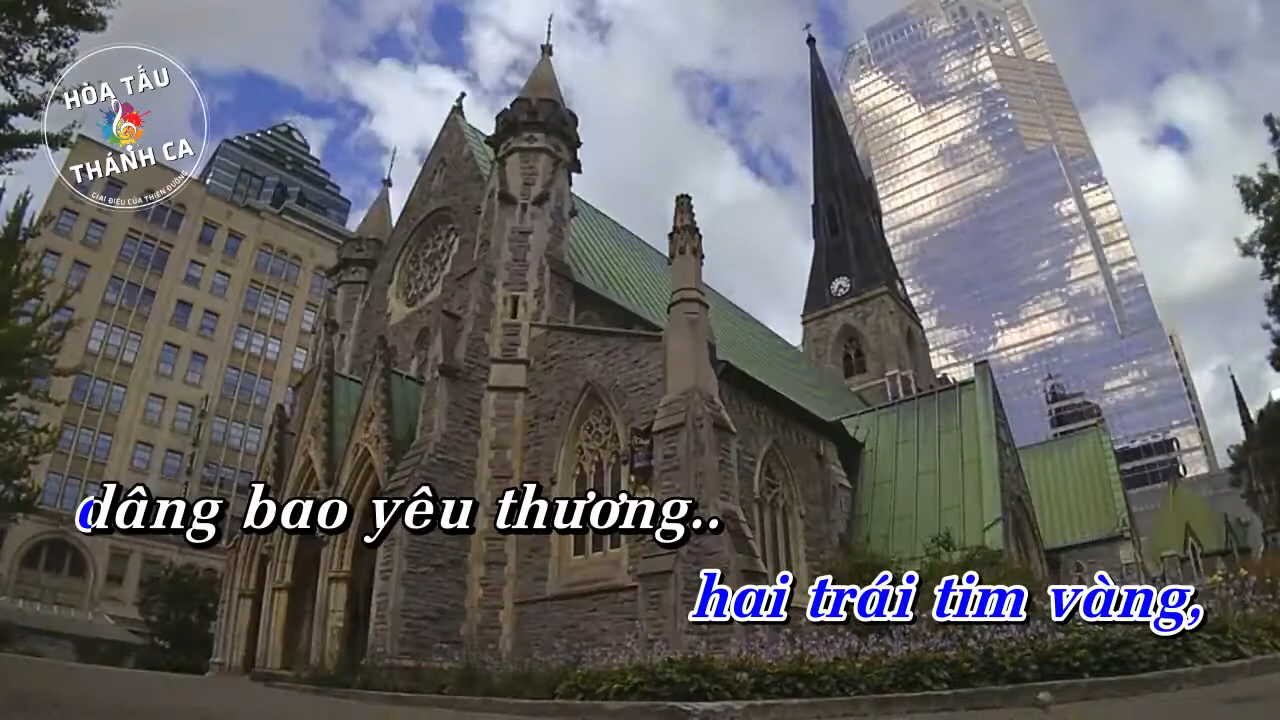 HÒA TẤU
THÁNH CA
GIAI ĐIỆU CỦA THIÊN ĐƯỜNG
dâng bao yêu thương..
hai trái tim vàng,